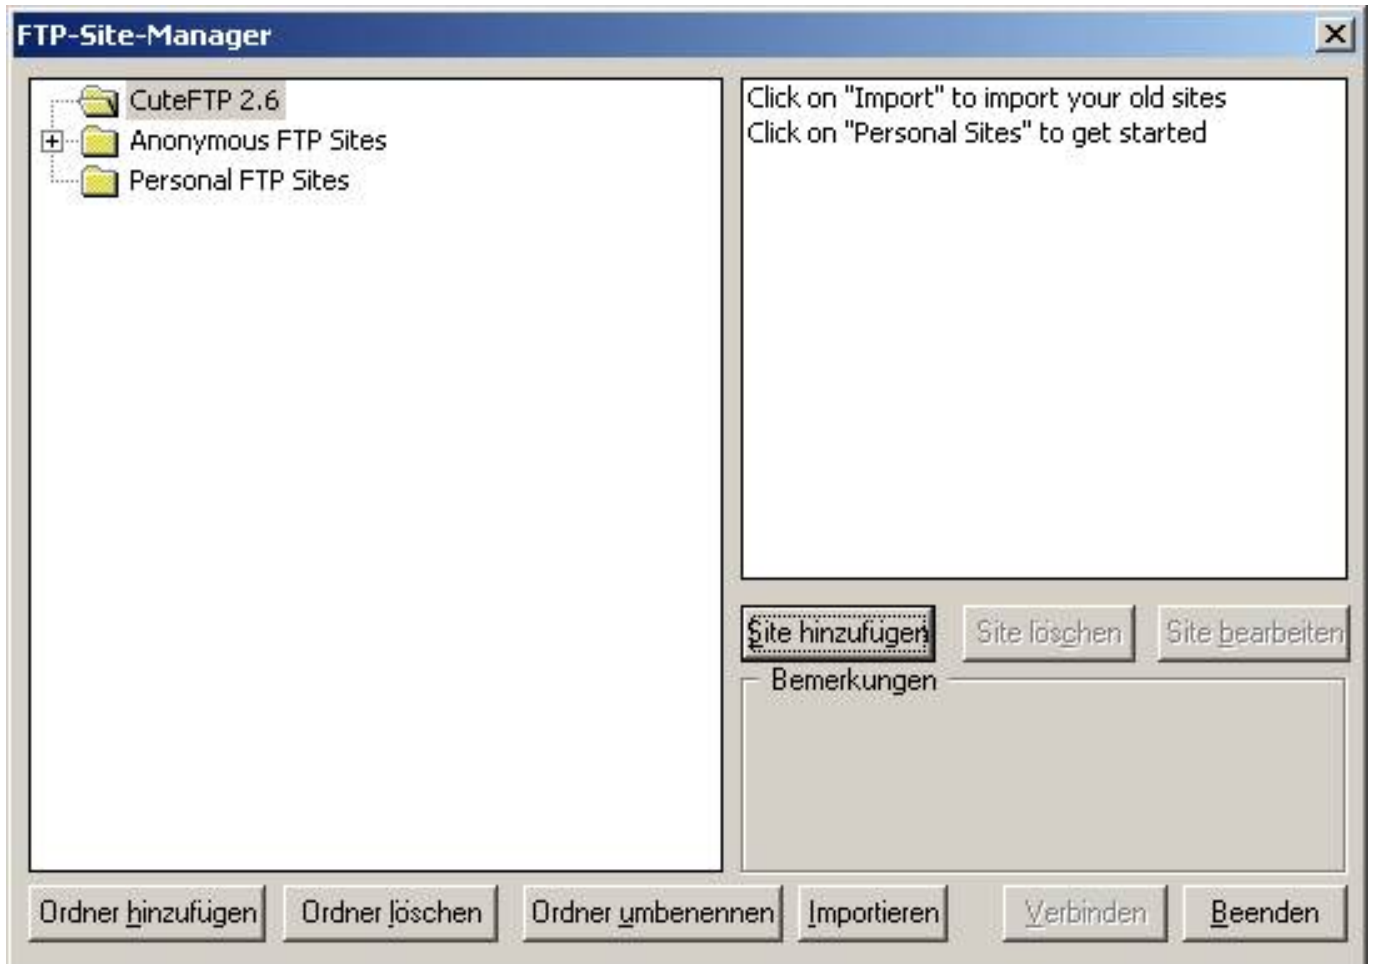 FTP-Site-Manager
CuteFTP 2.6
Anonymous FTP Sites
Personal FTP Sites
Click on "Import" to import your old sites
Click on "Personal Sites" to get started
Site hinzufügen
Site löschen
Site bearbeiten
Bemerkungen
Ordner hinzufügen
Ordner löschen
Ordner umbenennen
Importieren
Verbinden
Beenden